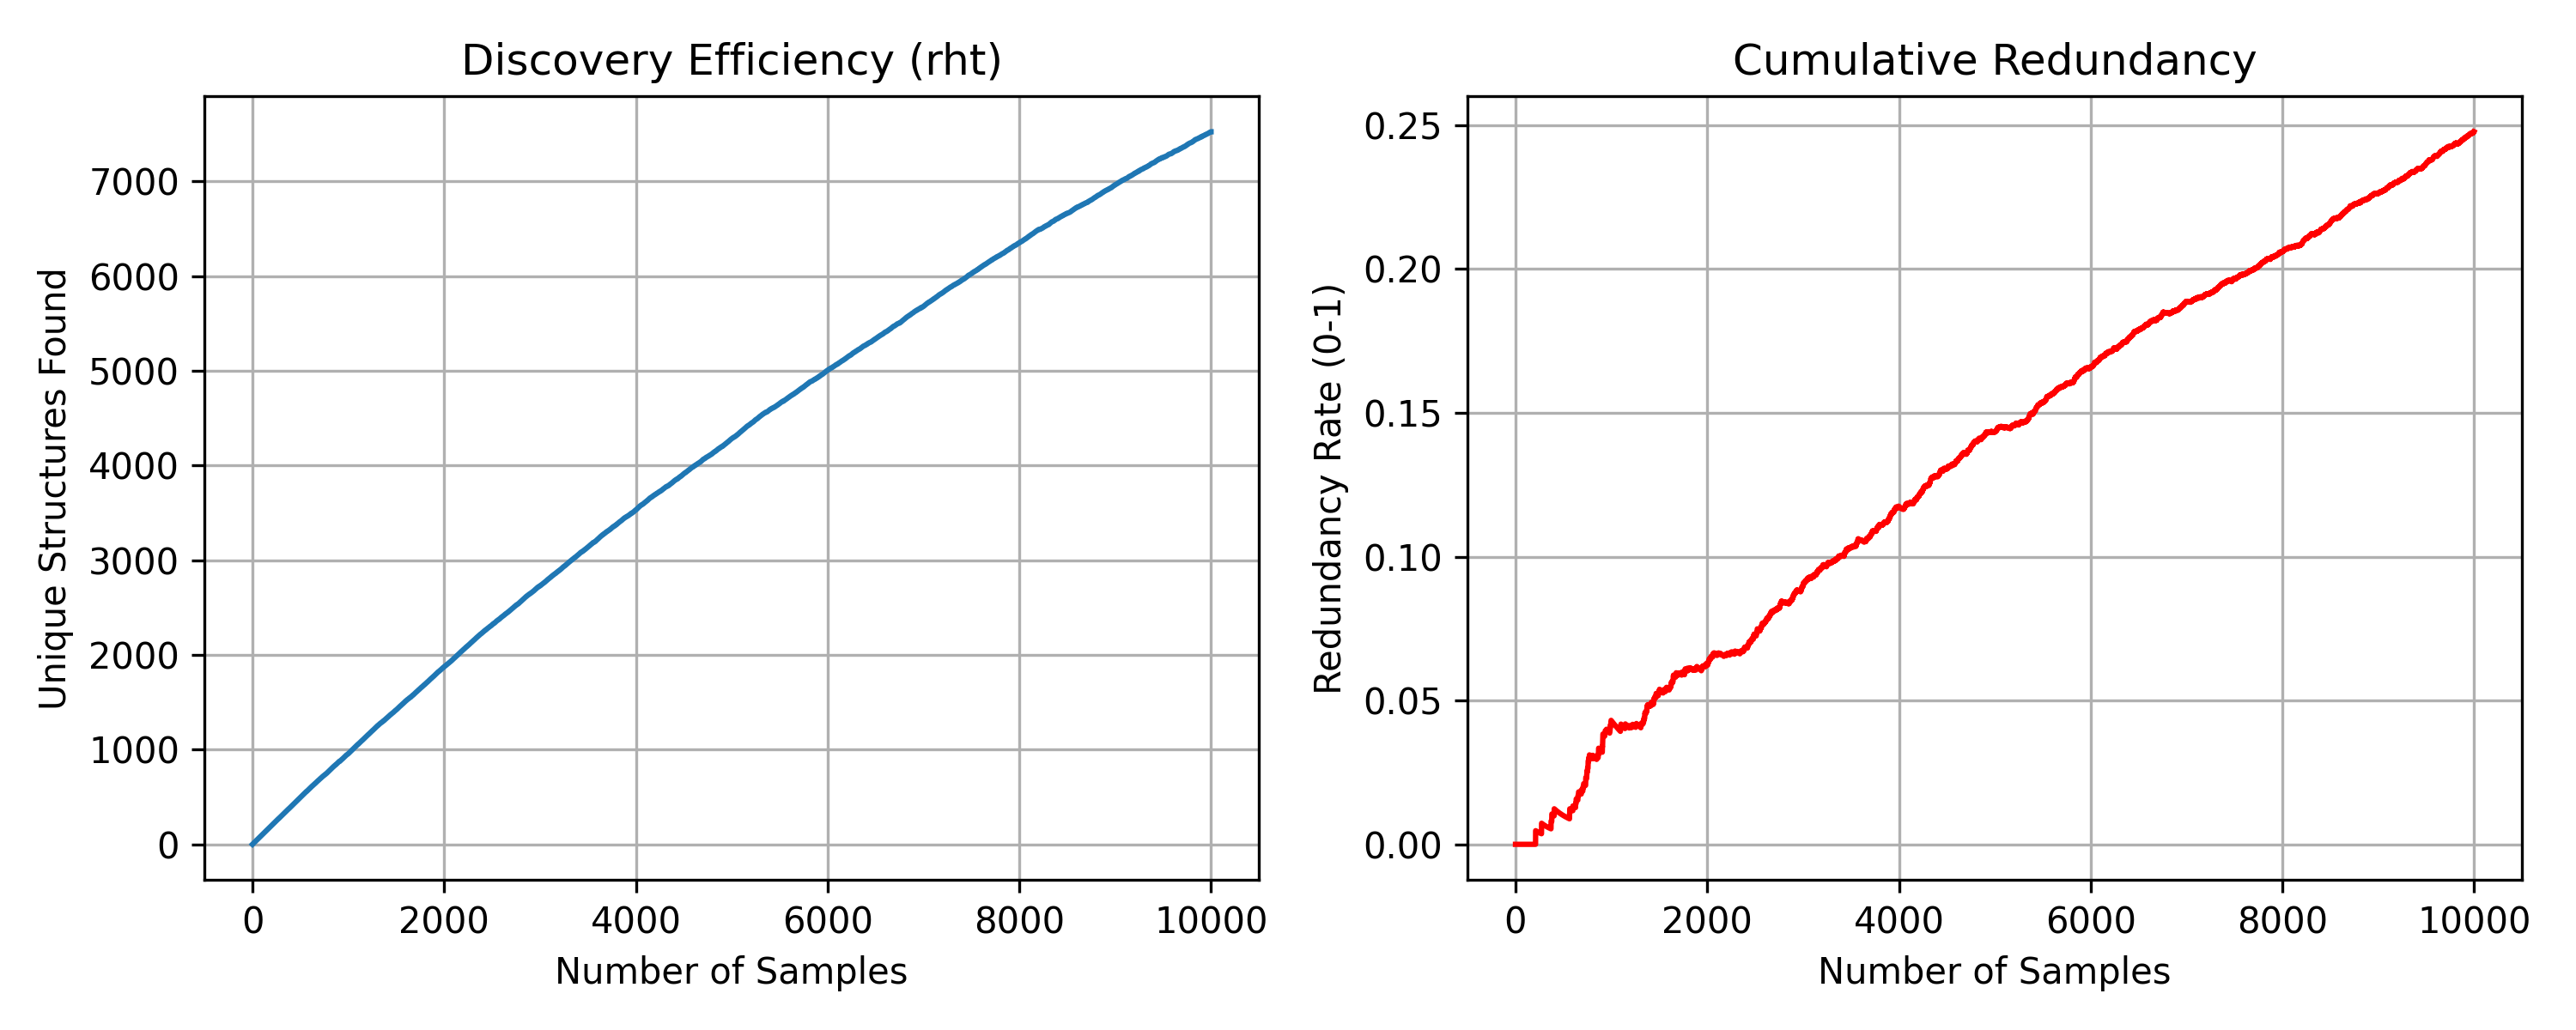 Discovery Efficiency (rht)
Unique Structures Found
7000
6000
5000
4000
3000
2000
1000
0
0 2000 4000 6000 8000 10000
Number of Samples
Cumulative Redundancy
Redundancy Rate (0-1)
0.25
0.20
0.15
0.10
0.05
0.00
0 2000 4000 6000 8000 10000
Number of Samples